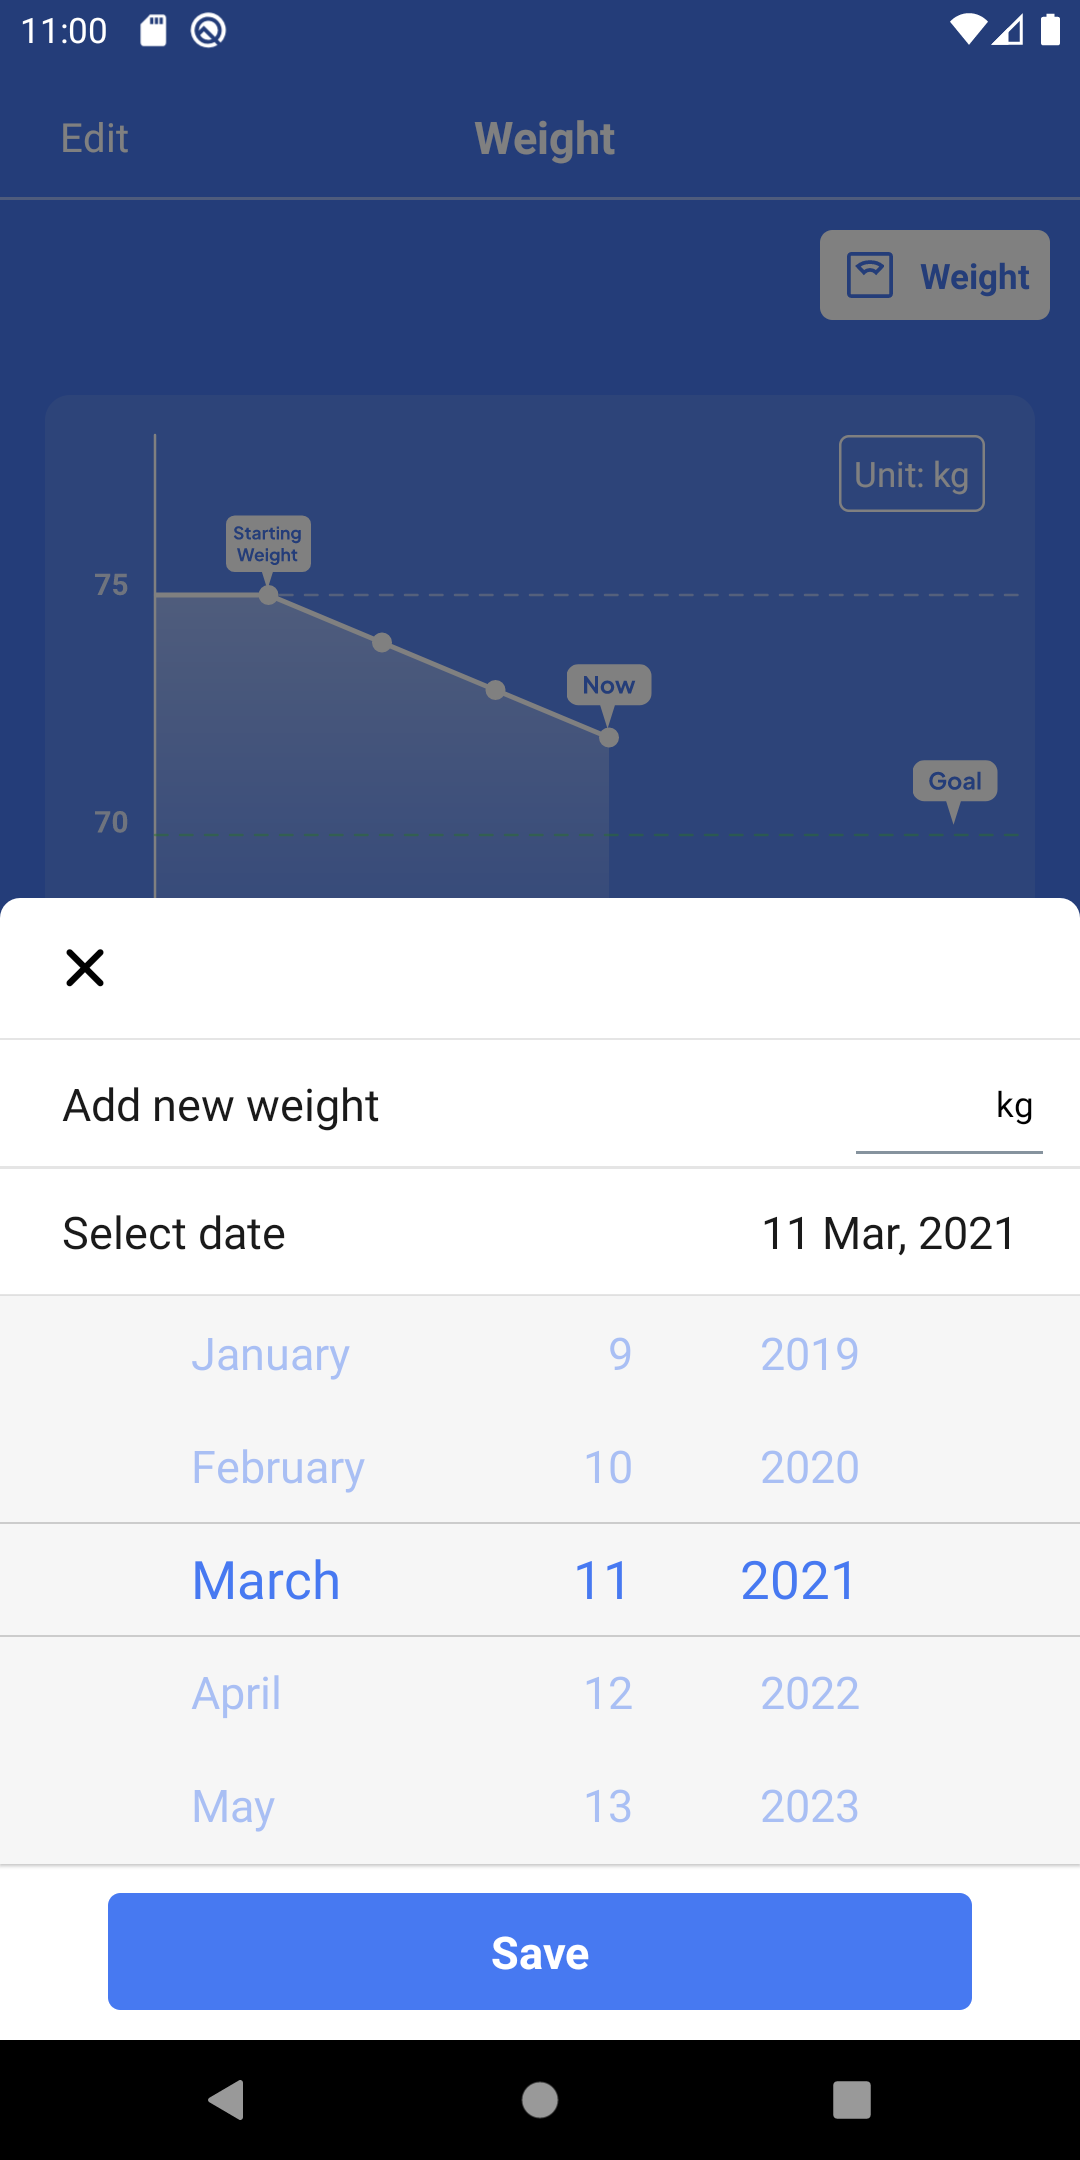 11:00
Edit
Weight
Weight
Unit: kg
Starting
Weight
75
Now
Goal
70
Add new weight
kg
Select date
11 Mar, 2021
January 9 2019
February 10 2020
March 11 2021
April 12 2022
May 13 2023
Save